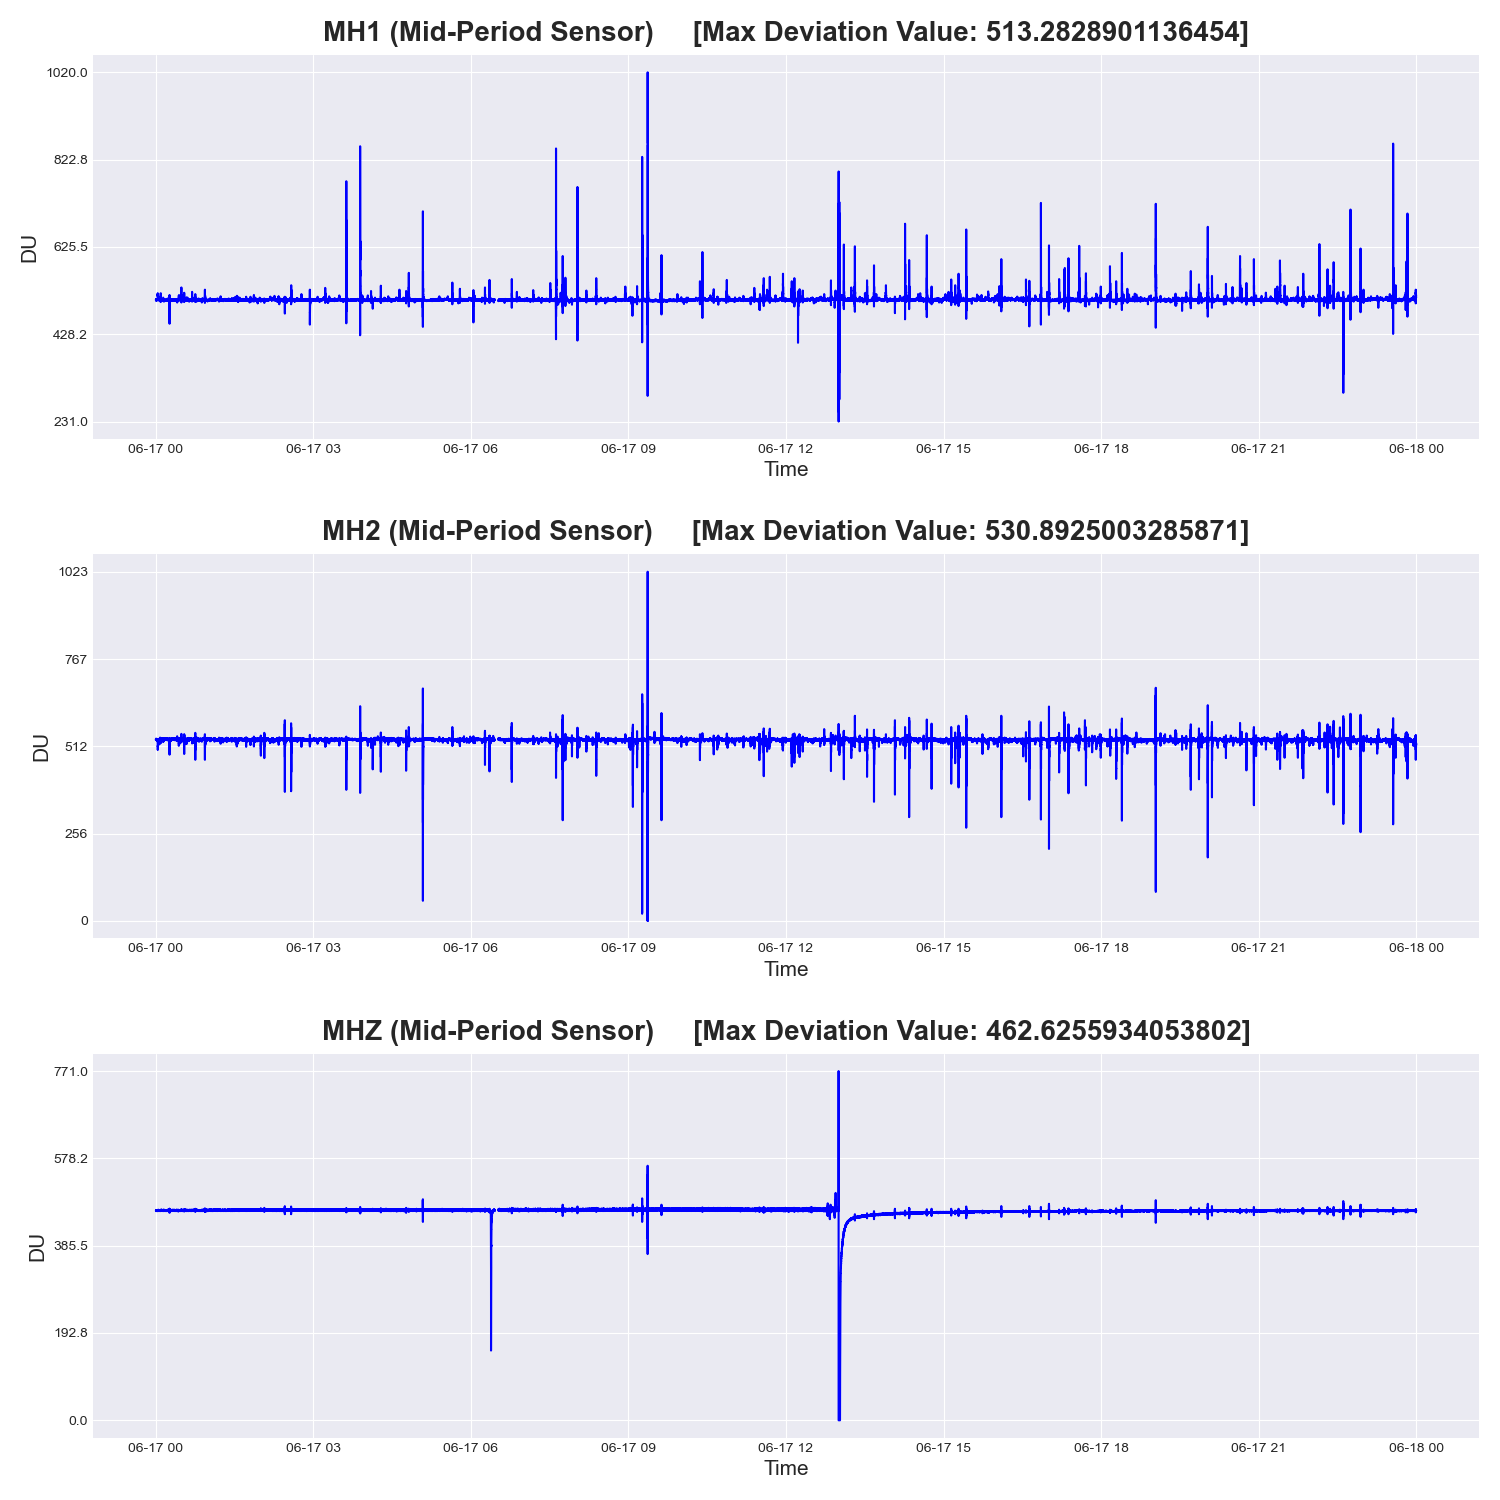 MH1 (Mid-Period Sensor) [Max Deviation Value: 513.2828901136454]
1020.0
822.8
625.5
428.2
231.0
DU
06-17 00 06-17 03 06-17 06 06-17 09 06-17 12 06-17 15 06-17 18 06-17 21 06-18 00
Time
MH2 (Mid-Period Sensor) [Max Deviation Value: 530.8925003285871]
1023
767
512
256
0
DU
06-17 00 06-17 03 06-17 06 06-17 09 06-17 12 06-17 15 06-17 18 06-17 21 06-18 00
Time
MHZ (Mid-Period Sensor) [Max Deviation Value: 462.6255934053802]
771.0
578.2
385.5
192.8
0.0
DU
06-17 00 06-17 03 06-17 06 06-17 09 06-17 12 06-17 15 06-17 18 06-17 21 06-18 00
Time